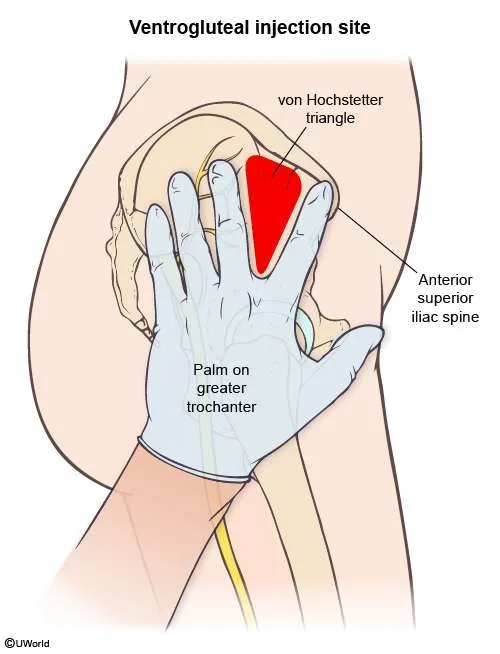 Ventrogluteal injection site
von Hochstetter
triangle
Anterior
superior
iliac spine
Palm on
greater
trochanter
©UWorld